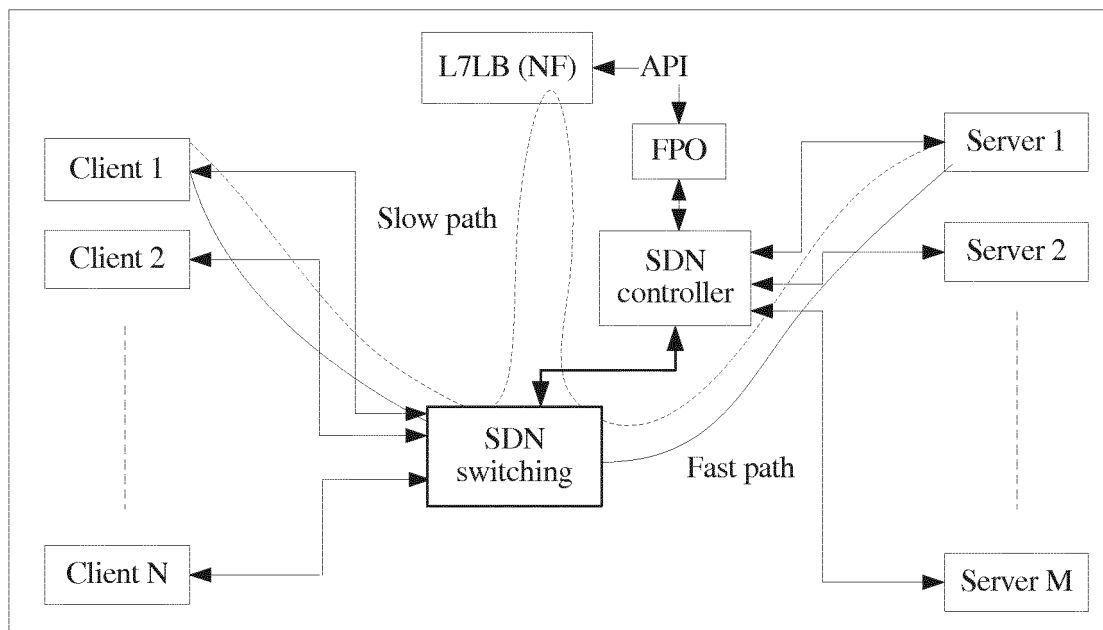 L7LB (NF)
API
FPO
Client 1
Server 1
Slow path
Client 2
SDN
controller
Server 2
SDN
switching
Fast path
Client N
Server M